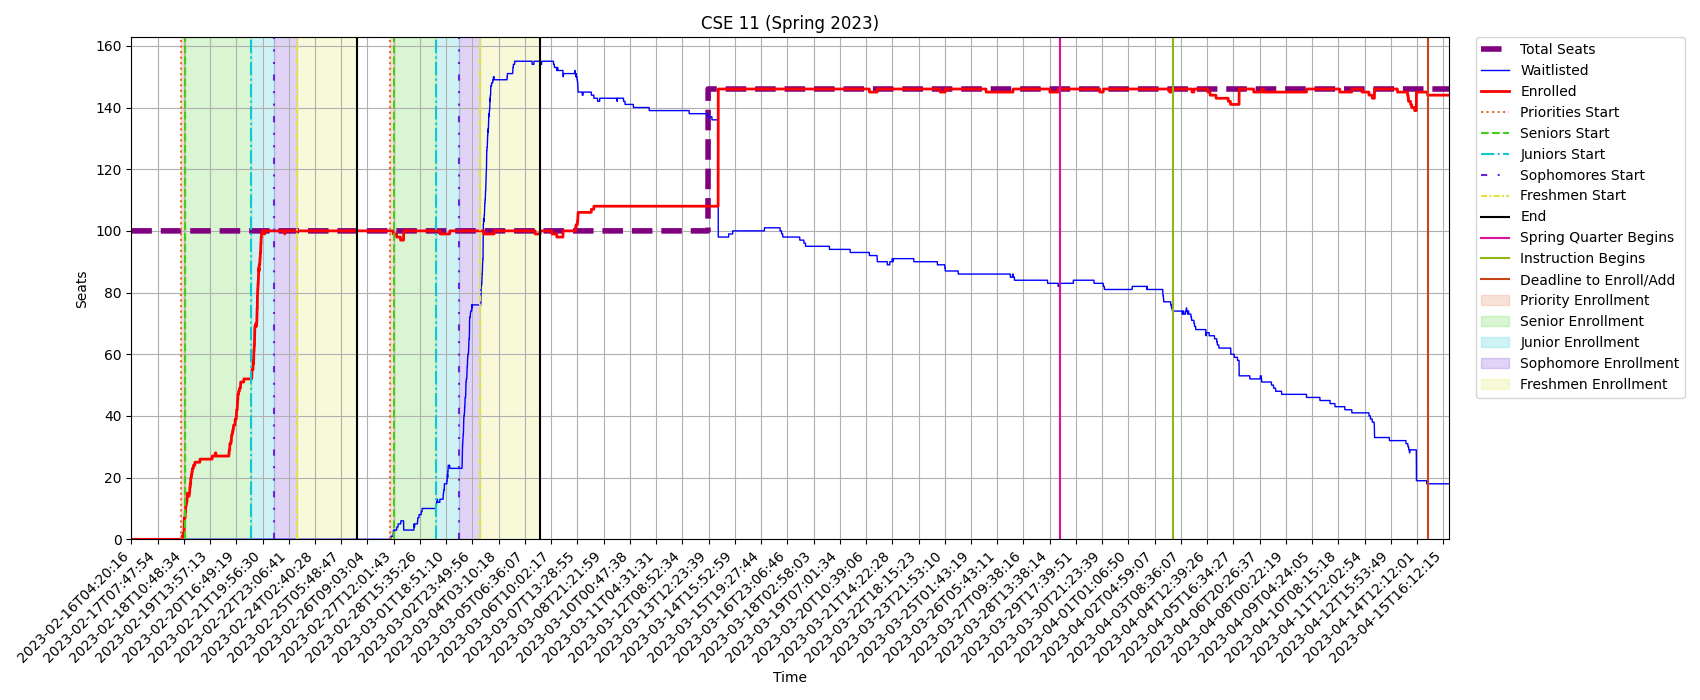 CSE 11 (Spring 2023)
Seats
160
140
120
100
80
60
40
20
0
2023-02-16T04:20:16
2023-02-17T07:47:54
2023-02-18T10:48:34
2023-02-19T13:57:13
2023-02-20T16:49:19
2023-02-21T19:56:30
2023-02-22T23:06:41
2023-02-24T02:40:28
2023-02-25T05:48:47
2023-02-26T09:03:04
2023-02-27T12:01:43
2023-02-28T15:35:26
2023-03-01T18:51:10
2023-03-02T23:49:56
2023-03-04T03:10:18
2023-03-05T06:36:07
2023-03-06T10:02:17
2023-03-07T13:28:55
2023-03-08T21:21:59
2023-03-10T00:47:38
2023-03-11T04:31:31
2023-03-12T08:52:34
2023-03-13T12:23:39
2023-03-14T15:52:59
2023-03-15T19:27:44
2023-03-16T23:06:46
2023-03-18T02:58:03
2023-03-19T07:01:34
2023-03-20T10:39:06
2023-03-21T14:22:28
2023-03-22T18:15:23
2023-03-23T21:53:10
2023-03-25T01:43:19
2023-03-26T05:43:11
2023-03-27T09:38:16
2023-03-28T13:38:14
2023-03-29T17:39:51
2023-03-30T21:23:39
2023-04-01T01:06:50
2023-04-02T04:59:07
2023-04-03T08:36:07
2023-04-04T12:39:26
2023-04-05T16:34:27
2023-04-06T20:26:37
2023-04-08T00:22:19
2023-04-09T04:24:05
2023-04-10T08:15:18
2023-04-11T12:02:54
2023-04-12T15:53:49
2023-04-14T12:12:01
2023-04-15T16:12:15
Time
Total Seats
Waitlisted
Enrolled
Priorities Start
Seniors Start
Juniors Start
Sophomores Start
Freshmen Start
End
Spring Quarter Begins
Instruction Begins
Deadline to Enroll/Add
Priority Enrollment
Senior Enrollment
Junior Enrollment
Sophomore Enrollment
Freshmen Enrollment